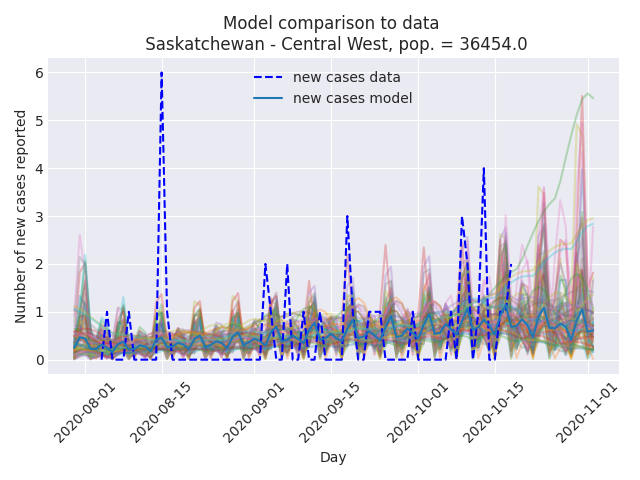 Model comparison to data
Saskatchewan - Central West, pop. = 36454.0
new cases data
new cases model
Number of new cases reported
6
5
4
3
2
1
0
2020-08-01
2020-08-15
2020-09-01
2020-09-15
2020-10-01
2020-10-15
2020-11-01
Day